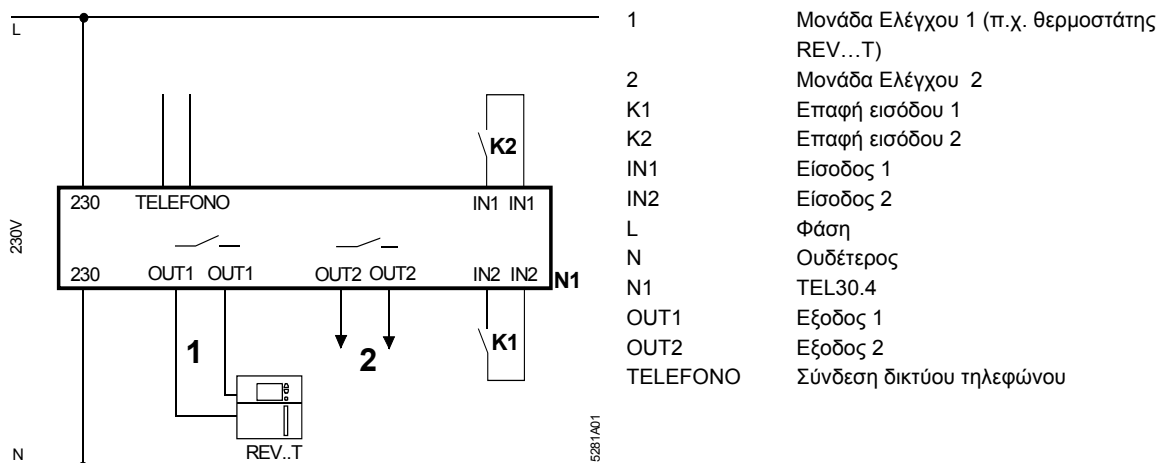 L
K2
230 TELEFONO IN1 IN1
230V
230 OUT1 OUT1 OUT2 OUT2 IN2 IN2
N1
1
2
K1
REV..T
N
5281A01
1 Μονάδα Ελέγχου 1 (π.χ. θερμοστάτης
REV…T)
2 Μονάδα Ελέγχου 2
K1 Επαφή εισόδου 1
K2 Επαφή εισόδου 2
IN1 Είσοδος 1
IN2 Είσοδος 2
L Φάση
N Ουδέτερος
N1 TEL30.4
OUT1 Εξοδος 1
OUT2 Εξοδος 2
TELEFONO Σύνδεση δικτύου τηλεφώνου